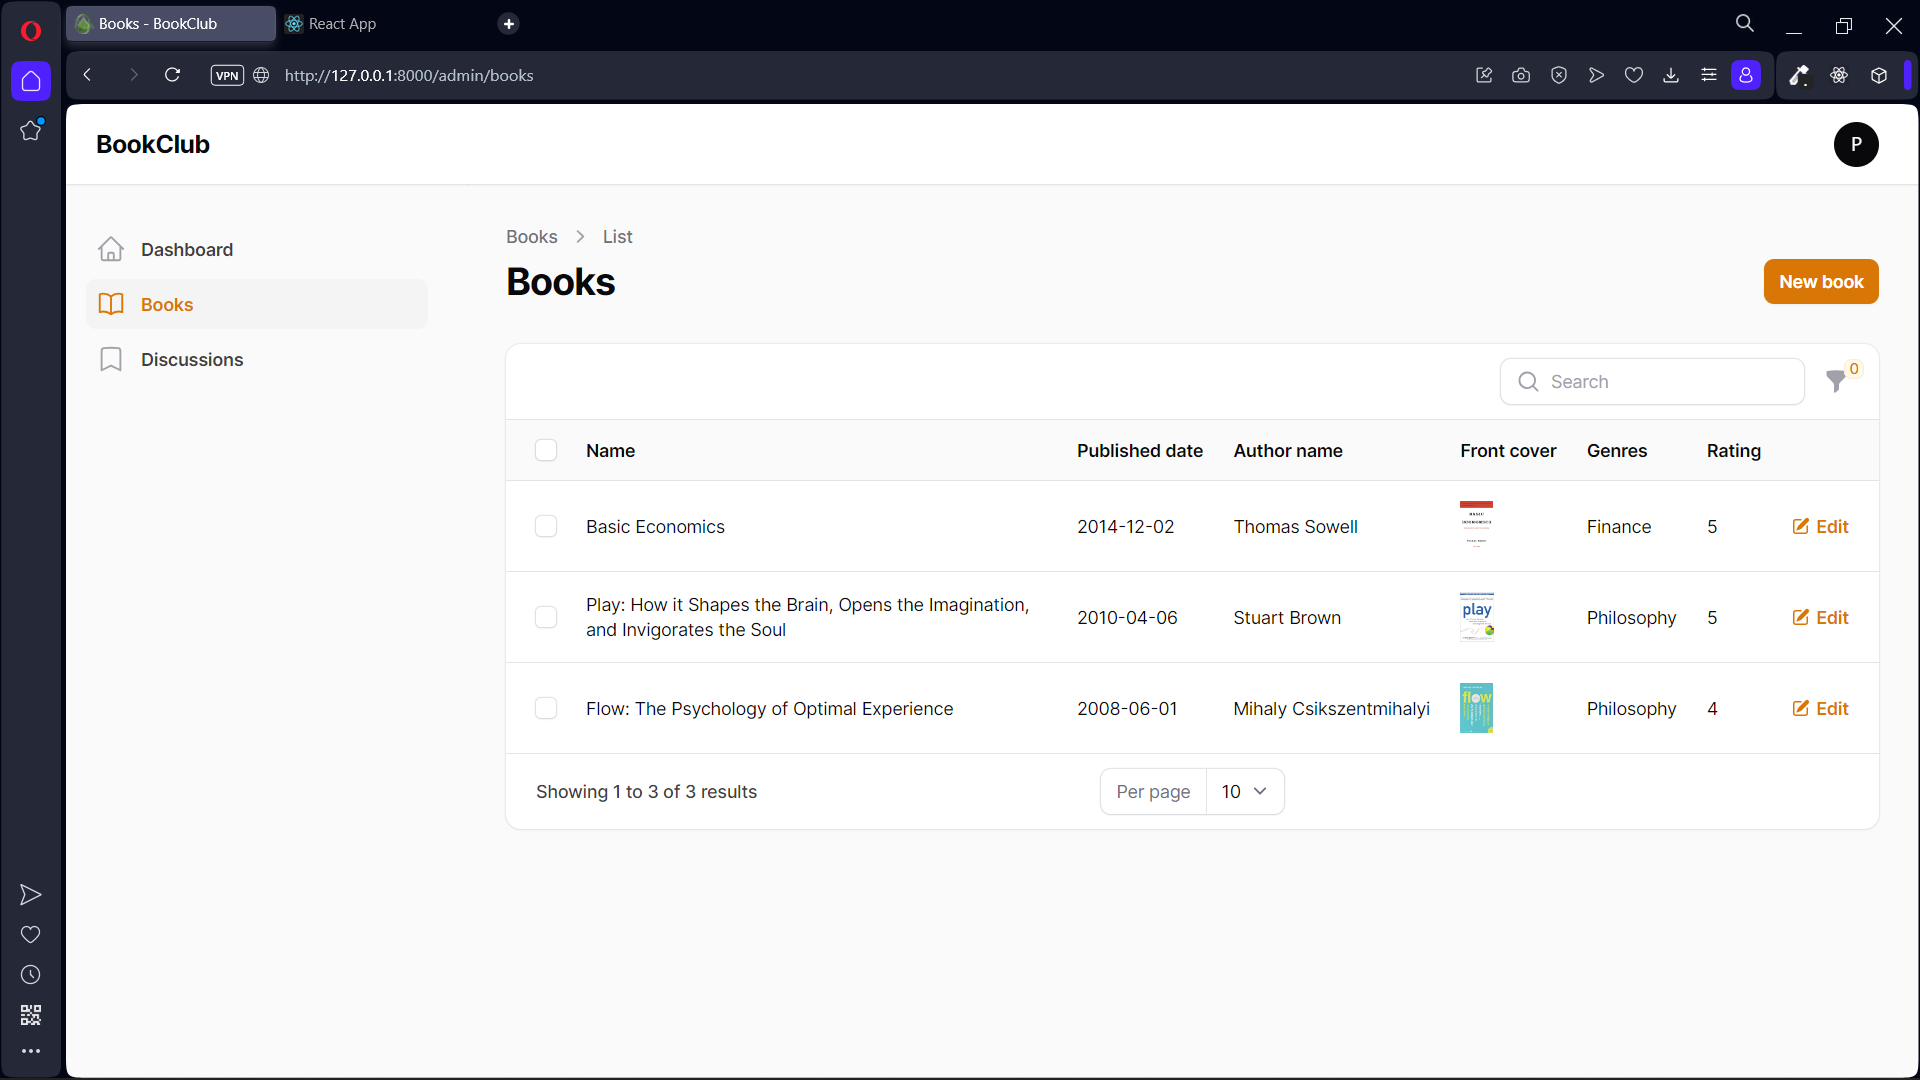 Books - BookClub
React App
VPN
http://127.0.0.1:8000/admin/books
BookClub
P
Dashboard
Books
Discussions
Books > List
Books
New book
Search
0
Name Published date Author name Front cover Genres Rating
Basic Economics 2014-12-02 Thomas Sowell Finance 5 Edit
Play: How it Shapes the Brain, Opens the Imagination,
and Invigorates the Soul
2010-04-06 Stuart Brown play Philosophy 5 Edit
Flow: The Psychology of Optimal Experience 2008-06-01 Mihaly Csikszentmihalyi flow Philosophy 4 Edit
Showing 1 to 3 of 3 results
Per page 10